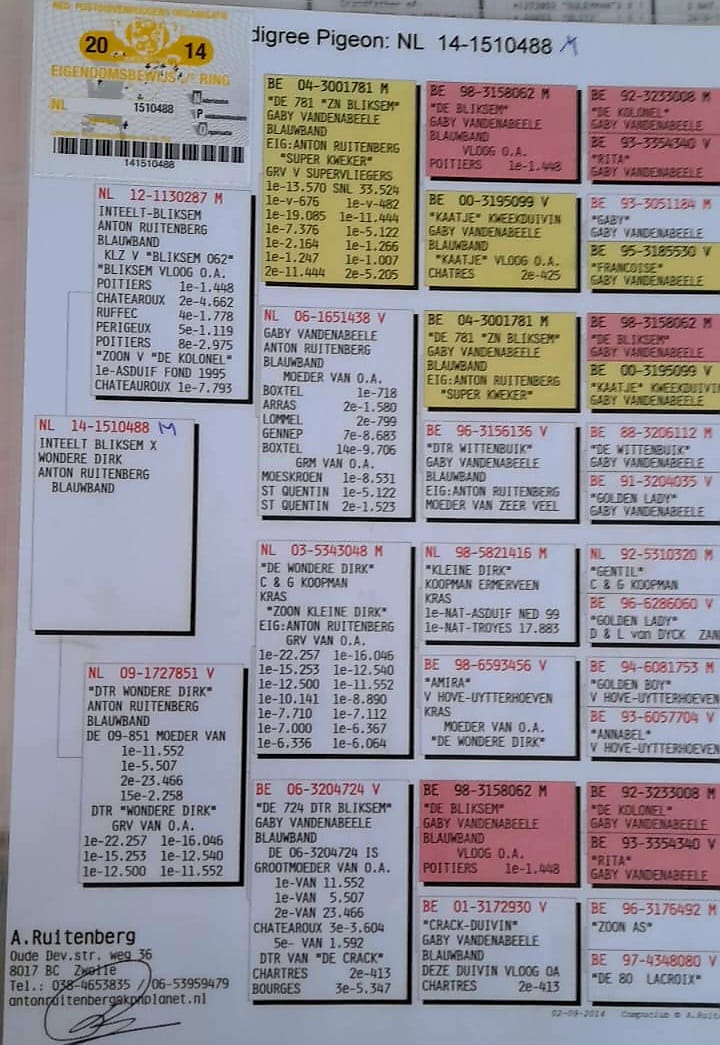 NED. POSTDUIVENHOUDERS ORGANISATIE
20 14
EIGENDOMSBEWIJS RING
NL 1510488
141510488
digree Pigeon: NL 14-1510488 M
NL 12-1130287 M
INTEELT-BLIKSEM
ANTON RUITENBERG
BLAUWBAND
KLZ V "BLIKSEM 062"
"BLIKSEM VLOOG O.A.
POITIERS 1e-1.448
CHATEAROUX 2e-4.662
RUFFEC 4e-1.778
PERIGEUX 5e-1.119
POITIERS 8e-2.975
"ZOON V "DE KOLONEL"
1e-ASDUIF FOND 1995
CHATEAUROUX 1e-7.793
NL 14-1510488 M
INTEELT BLIKSEM X
WONDERE DIRK
ANTON RUITENBERG
BLAUWBAND
NL 09-1727851 V
"DTR WONDERE DIRK"
ANTON RUITENBERG
BLAUWBAND
DE 09-851 MOEDER VAN
1e-11.552
1e-5.507
2e-23.466
15e-2.258
DTR "WONDERE DIRK"
GRV VAN O.A.
1e-22.257 1e-16.046
1e-15.253 1e-12.540
1e-12.500 1e-11.552
BE 04-3001781 M
"DE 781 "ZN BLIKSEM"
GABY VANDENABEELE
BLAUWBAND
EIG:ANTON RUITENBERG
"SUPER KWEKER"
GRV V SUPERVLIEGERS
1e-13.570 SNL 33.524
1e-v-676 1e-v-482
1e-19.085 1e-11.444
1e-7.376 1e-5.122
1e-2.164 1e-1.266
1e-1.247 1e-1.007
2e-11.444 2e-5.205
NL 06-1651438 V
GABY VANDENABEELE
ANTON RUITENBERG
BLAUWBAND
MOEDER VAN O.A.
BOXTEL 1e-718
ARRAS 2e-1.580
LOMMEL 2e-799
GENNEP 7e-8.683
BOXTEL 14e-9.706
GRM VAN O.A.
MOESKROEN 1e-8.531
ST QUENTIN 1e-5.122
ST QUENTIN 2e-1.523
NL 03-5343048 M
"DE WONDERE DIRK"
C & G KOOPMAN
KRAS
"ZOON KLEINE DIRK"
EIG:ANTON RUITENBERG
GRV VAN O.A.
1e-22.257 1e-16.046
1e-15.253 1e-12.540
1e-12.500 1e-11.552
1e-10.141 1e-8.890
1e-7.710 1e-7.112
1e-7.000 1e-6.367
1e-6.336 1e-6.064
BE 06-3204724 V
"DE 724 DTR BLIKSEM"
GABY VANDENABEELE
BLAUWBAND
DE 06-3204724 IS
GROOTMOEDER VAN O.A.
1e-VAN 11.552
1e-VAN 5.507
2e-VAN 23.466
CHATEAROUX 3e-3.604
5e- VAN 1.592
DTR VAN "DE CRACK"
CHARTRES 2e-413
BOURGES 3e-5.347
BE 98-3158062 M
"DE BLIKSEM"
GABY VANDENABEELE
BLAUWBAND
VLOOG O.A.
POITIERS 1e-1.448
BE 00-3195099 V
"KAATJE" KWEEKDUIVIN
GABY VANDENABEELE
BLAUWBAND
"KAATJE" VLOOG O.A.
CHATRES 2e-425
BE 04-3001781 M
"DE 781 "ZN BLIKSEM"
GABY VANDENABEELE
BLAUWBAND
EIG:ANTON RUITENBERG
"SUPER KWEKER"
BE 96-3156136 V
"DTR WITTENBUIK"
GABY VANDENABEELE
BLAUWBAND
EIG:ANTON RUITENBERG
MOEDER VAN ZEER VEEL
NL 98-5821416 M
"KLEINE DIRK"
KOOPMAN ERMERVEEN
KRAS
1e-NAT-ASDUIF NED 99
1e-NAT-TROYES 17.883
BE 98-6593456 V
"AMIRA"
V HOVE-UYTTERHOEVEN
KRAS
MOEDER VAN O.A.
"DE WONDERE DIRK"
BE 98-3158062 M
"DE BLIKSEM"
GABY VANDENABEELE
BLAUWBAND
VLOOG O.A.
POITIERS 1e-1.448
BE 01-3172930 V
"CRACK-DUIVIN"
GABY VANDENABEELE
BLAUWBAND
DEZE DUIVIN VLOOG OA
CHARTRES 2e-413
BE 92-3233008 M
"DE KOLONEL"
GABY VANDENABEELE
BE 93-3354340 V
"RITA"
GABY VANDENABEELE
BE 93-3051184 M
"GABY"
GABY VANDENABEELE
BE 95-3185530 V
"FRANCOISE"
GABY VANDENABEELE
BE 98-3158062 M
"DE BLIKSEM"
GABY VANDENABEELE
BE 00-3195099 V
"KAATJE" KWEEKDUIVIN
GABY VANDENABEELE
BE 88-3206112 M
"DE WITTENBUIK"
GABY VANDENABEELE
BE 91-3204035 V
"GOLDEN LADY"
GABY VANDENABEELE
NL 92-5310320 M
"GENTIL"
C & G KOOPMAN
BE 96-6286060 V
"GOLDEN LADY"
D & L van DYCK ZAN
BE 94-6081753 M
"GOLDEN BOY"
V HOVE-UYTTERHOEVEN
BE 93-6057704 V
"ANNABEL"
V HOVE-UYTTERHOEVEN
BE 92-3233008 M
"DE KOLONEL"
GABY VANDENABEELE
BE 93-3354340 V
"RITA"
GABY VANDENABEELE
BE 96-3176492 M
"ZOON AS"
BE 97-4348080 V
"DE 80 LACROIX"
A.Ruitenberg
Oude Dev.str. weg 36
8017 BC Zwolle
Tel.: 038-4653835 / 06-53959479
antonruitenberg@kpnplanet.nl
02-09-2014 Compuclub © A.Ruite